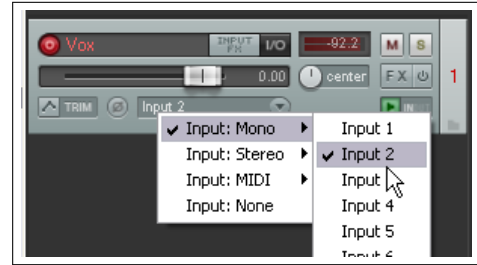 Vox INPUT FX I/O -92.2 M S
0.00 center FX 1
TRIM Input 2 IN
Input: Mono
Input: Stereo
Input: MIDI
Input: None
Input 1
Input 2
Input
Input 4
Input 5